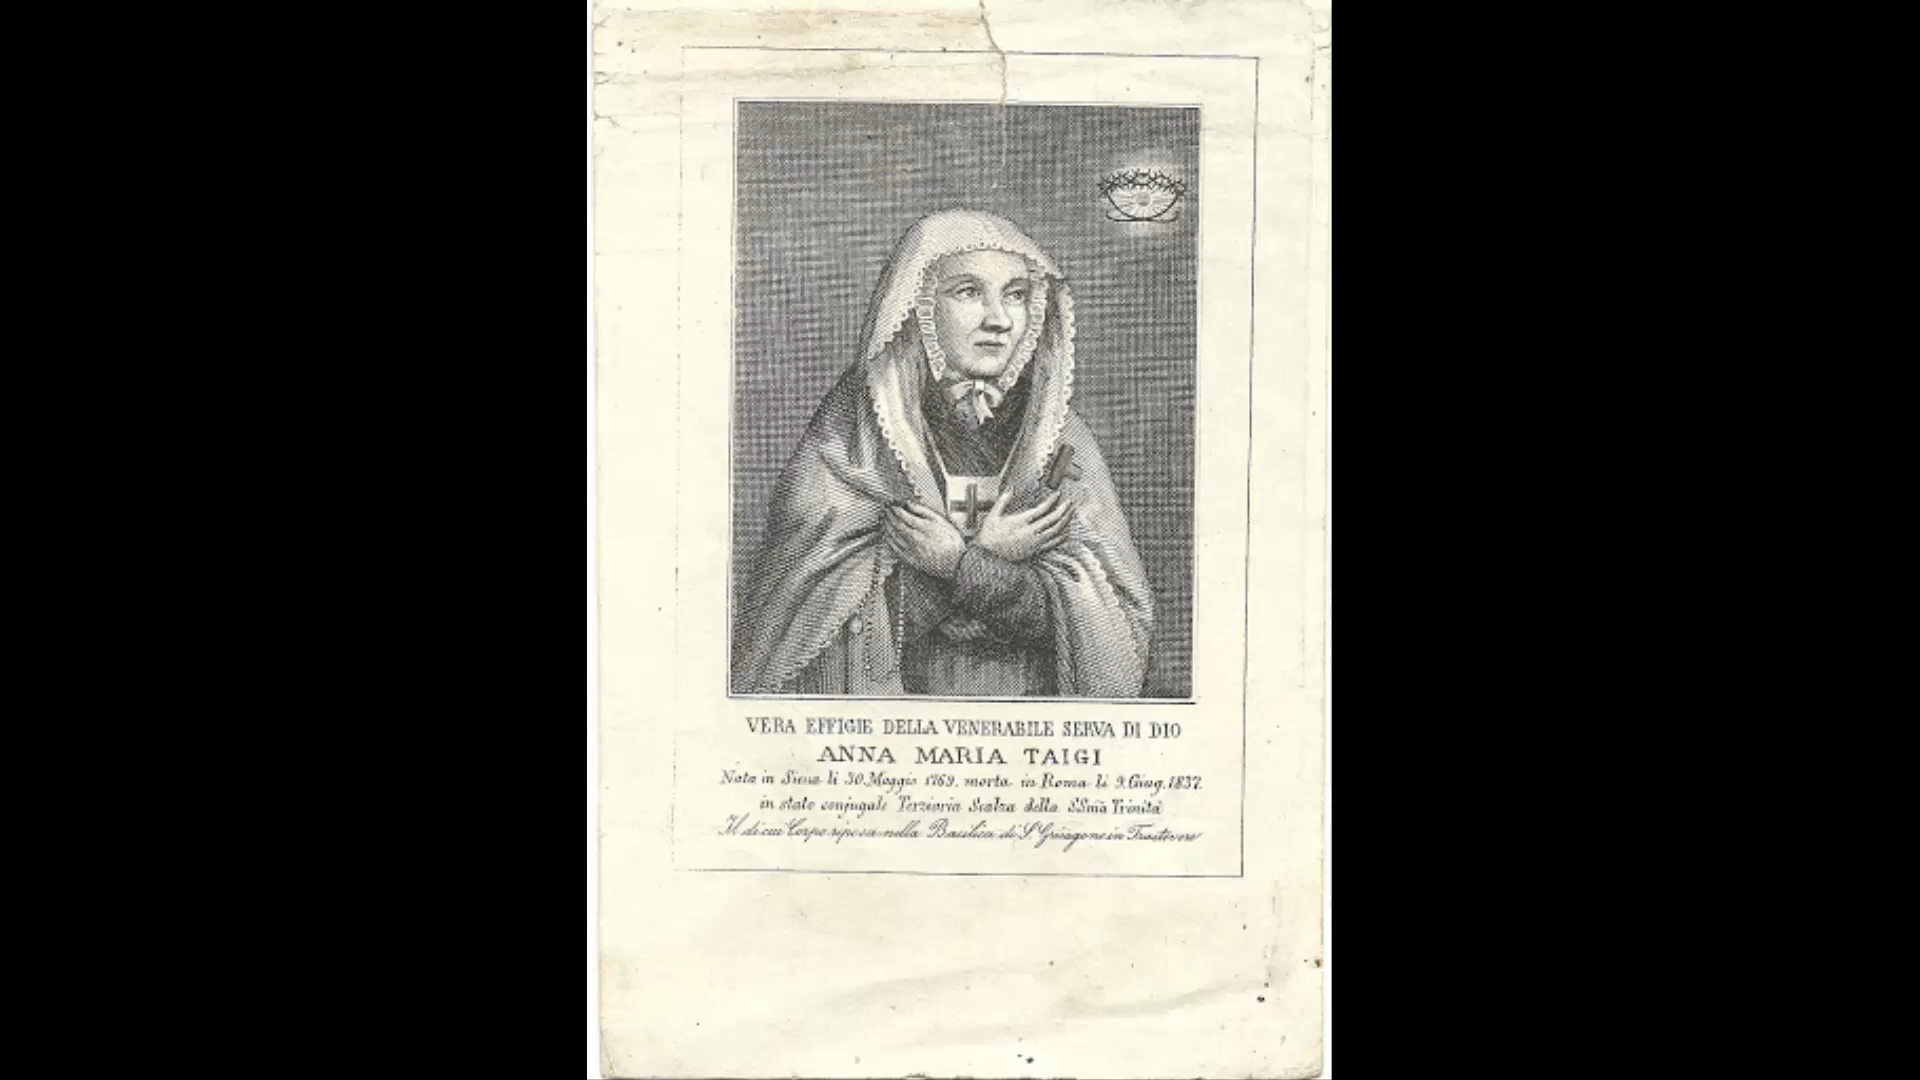 VERA EFFIGIE DELLA VENERABILE SERVA DI DIO
ANNA MARIA TAIGI
Nata in Siena li 30. Maggio 1769. morta in Roma li 9. Giug. 1837.
in stato conjugale Terziaria Scalza della S.Sma Trinità
Il di cui Corpo riposa nella Basilica di S. Grisogono in Trastevere